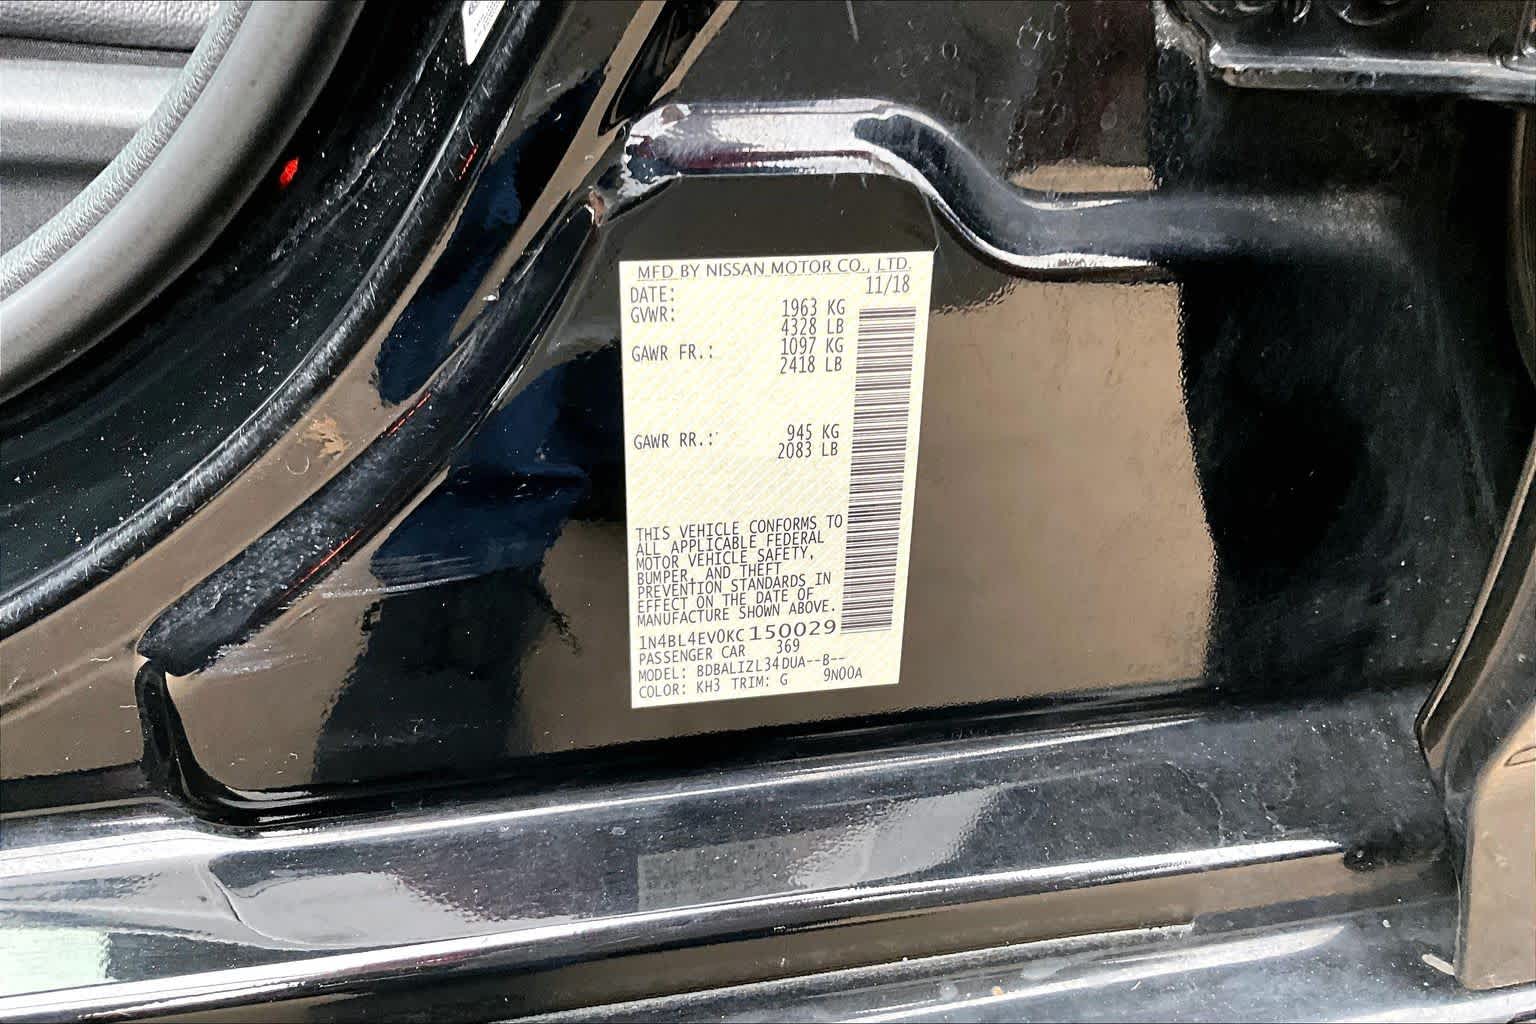 MFD BY NISSAN MOTOR CO., LTD.
DATE: 11/18
GVWR: 1963 KG
4328 LB
GAWR FR.: 1097 KG
2418 LB
GAWR RR.: 945 KG
2083 LB
THIS VEHICLE CONFORMS TO
ALL APPLICABLE FEDERAL
MOTOR VEHICLE SAFETY,
BUMPER, AND THEFT
PREVENTION STANDARDS IN
EFFECT ON THE DATE OF
MANUFACTURE SHOWN ABOVE.
1N4BL4EV0KC150029
PASSENGER CAR 369
MODEL: BDBALIZL34DUA--B--
COLOR: KH3 TRIM: G 9N00A